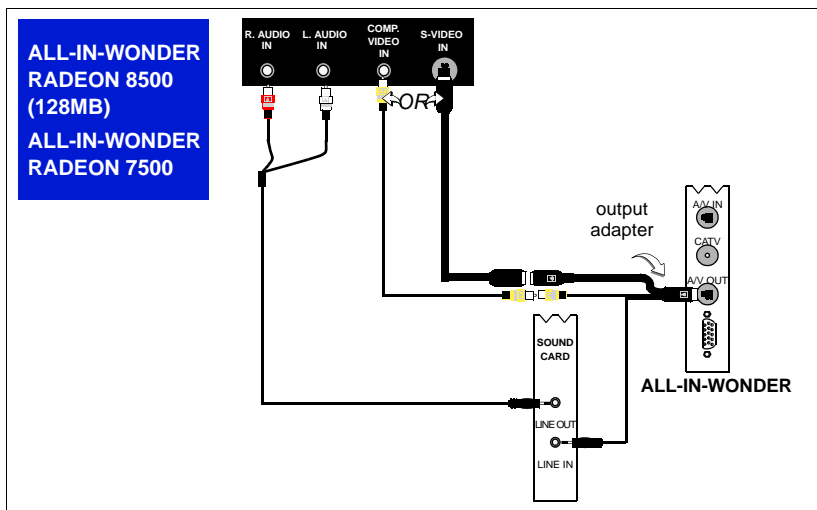 ALL-IN-WONDER
RADEON 8500
(128MB)
ALL-IN-WONDER
RADEON 7500
R. AUDIO
IN
L. AUDIO
IN
COMP.
VIDEO
IN
S-VIDEO
IN
OR
output
adapter
A/V IN
CATV
A/V OUT
ALL-IN-WONDER
SOUND
CARD
LINE OUT
LINE IN